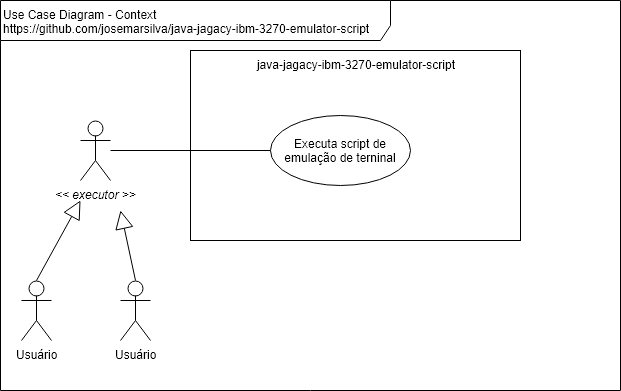 Use Case Diagram - Context
https://github.com/josemarsilva/java-jagacy-ibm-3270-emulator-script
java-jagacy-ibm-3270-emulator-script
Executa script de
emulação de terninal
<< executor >>
Usuário
Usuário